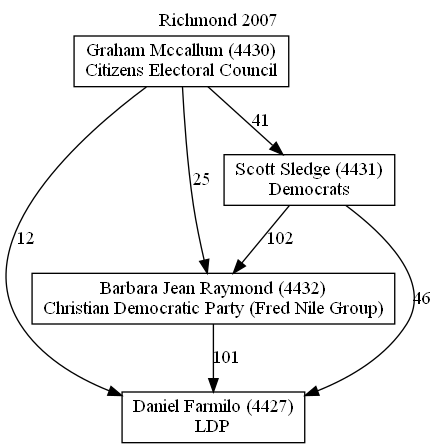 Richmond 2007
Graham Mccallum (4430)
Citizens Electoral Council
41
Scott Sledge (4431)
Democrats
25
12
102
Barbara Jean Raymond (4432)
Christian Democratic Party (Fred Nile Group)
46
101
Daniel Farmilo (4427)
LDP